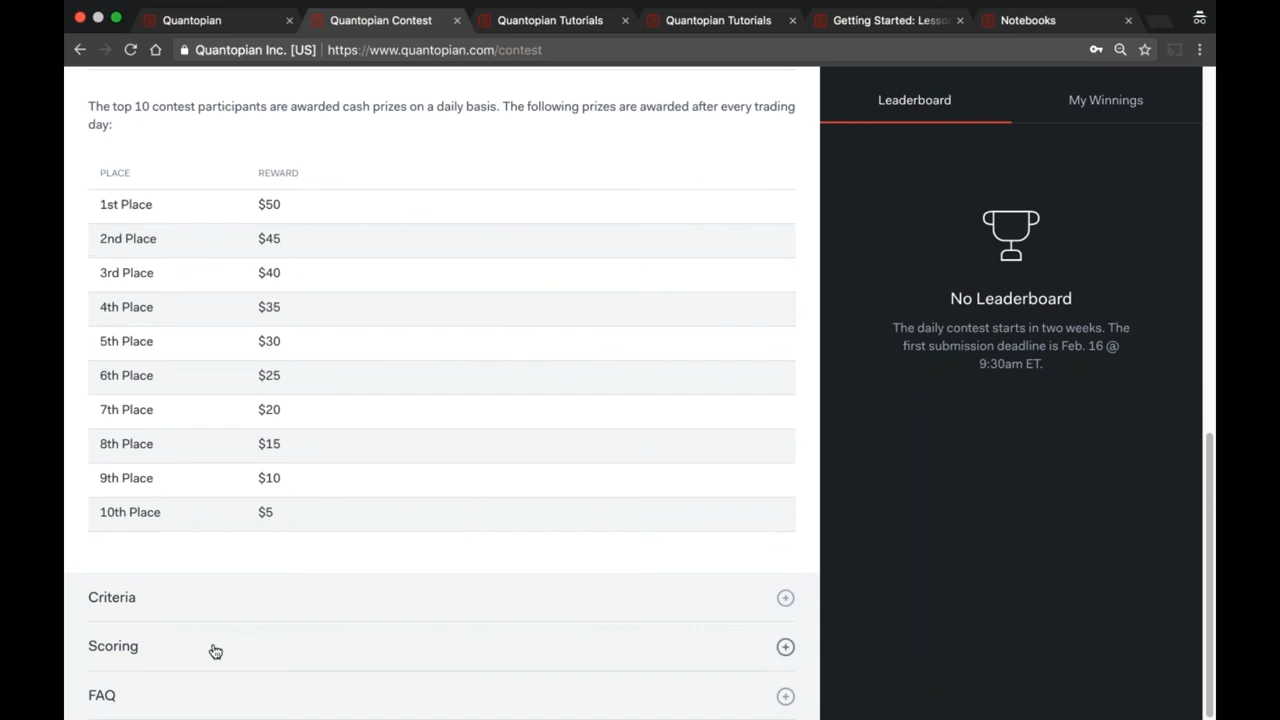 Quantopian
Quantopian Contest
Quantopian Tutorials
Quantopian Tutorials
Getting Started: Lesso
Notebooks
Quantopian Inc. [US] https://www.quantopian.com/contest
The top 10 contest participants are awarded cash prizes on a daily basis. The following prizes are awarded after every trading
day:
PLACE REWARD
1st Place $50
2nd Place $45
3rd Place $40
4th Place $35
5th Place $30
6th Place $25
7th Place $20
8th Place $15
9th Place $10
10th Place $5
Criteria
Scoring
FAQ
Leaderboard My Winnings
No Leaderboard
The daily contest starts in two weeks. The
first submission deadline is Feb. 16 @
9:30am ET.